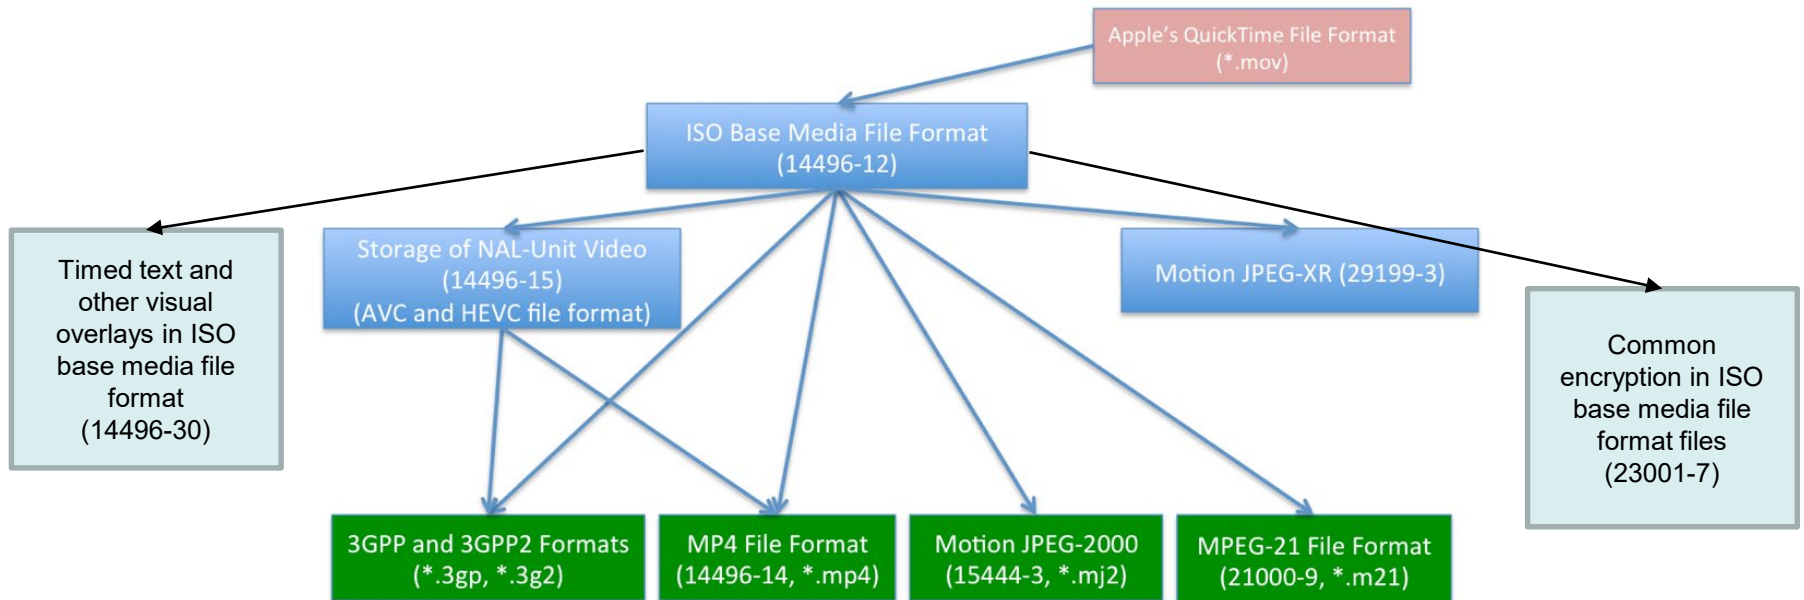 Apple's QuickTime File Format
(*.mov)
ISO Base Media File Format
(14496-12)
Timed text and
other visual
overlays in ISO
base media file
format
(14496-30)
Storage of NAL-Unit Video
(14496-15)
(AVC and HEVC file format)
Motion JPEG-XR (29199-3)
Common
encryption in ISO
base media file
format files
(23001-7)
3GPP and 3GPP2 Formats
(*.3gp, *.3g2)
MP4 File Format
(14496-14, *.mp4)
Motion JPEG-2000
(15444-3, *.mj2)
MPEG-21 File Format
(21000-9, *.m21)